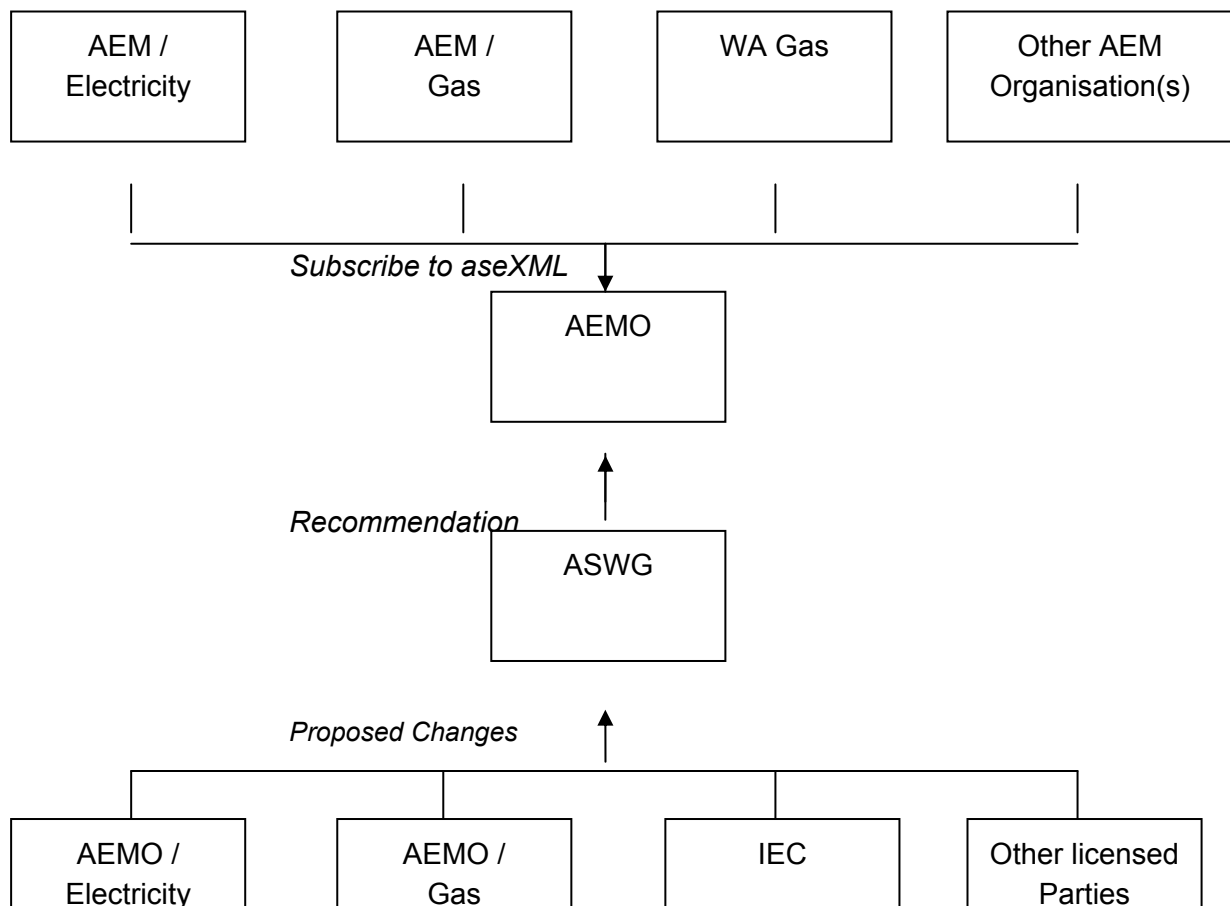 AEM /
Electricity
AEM /
Gas
WA Gas
Other AEM
Organisation(s)
Subscribe to aseXML
AEMO
Recommendation
ASWG
Proposed Changes
AEMO /
Electricity
AEMO /
Gas
IEC
Other licensed
Parties